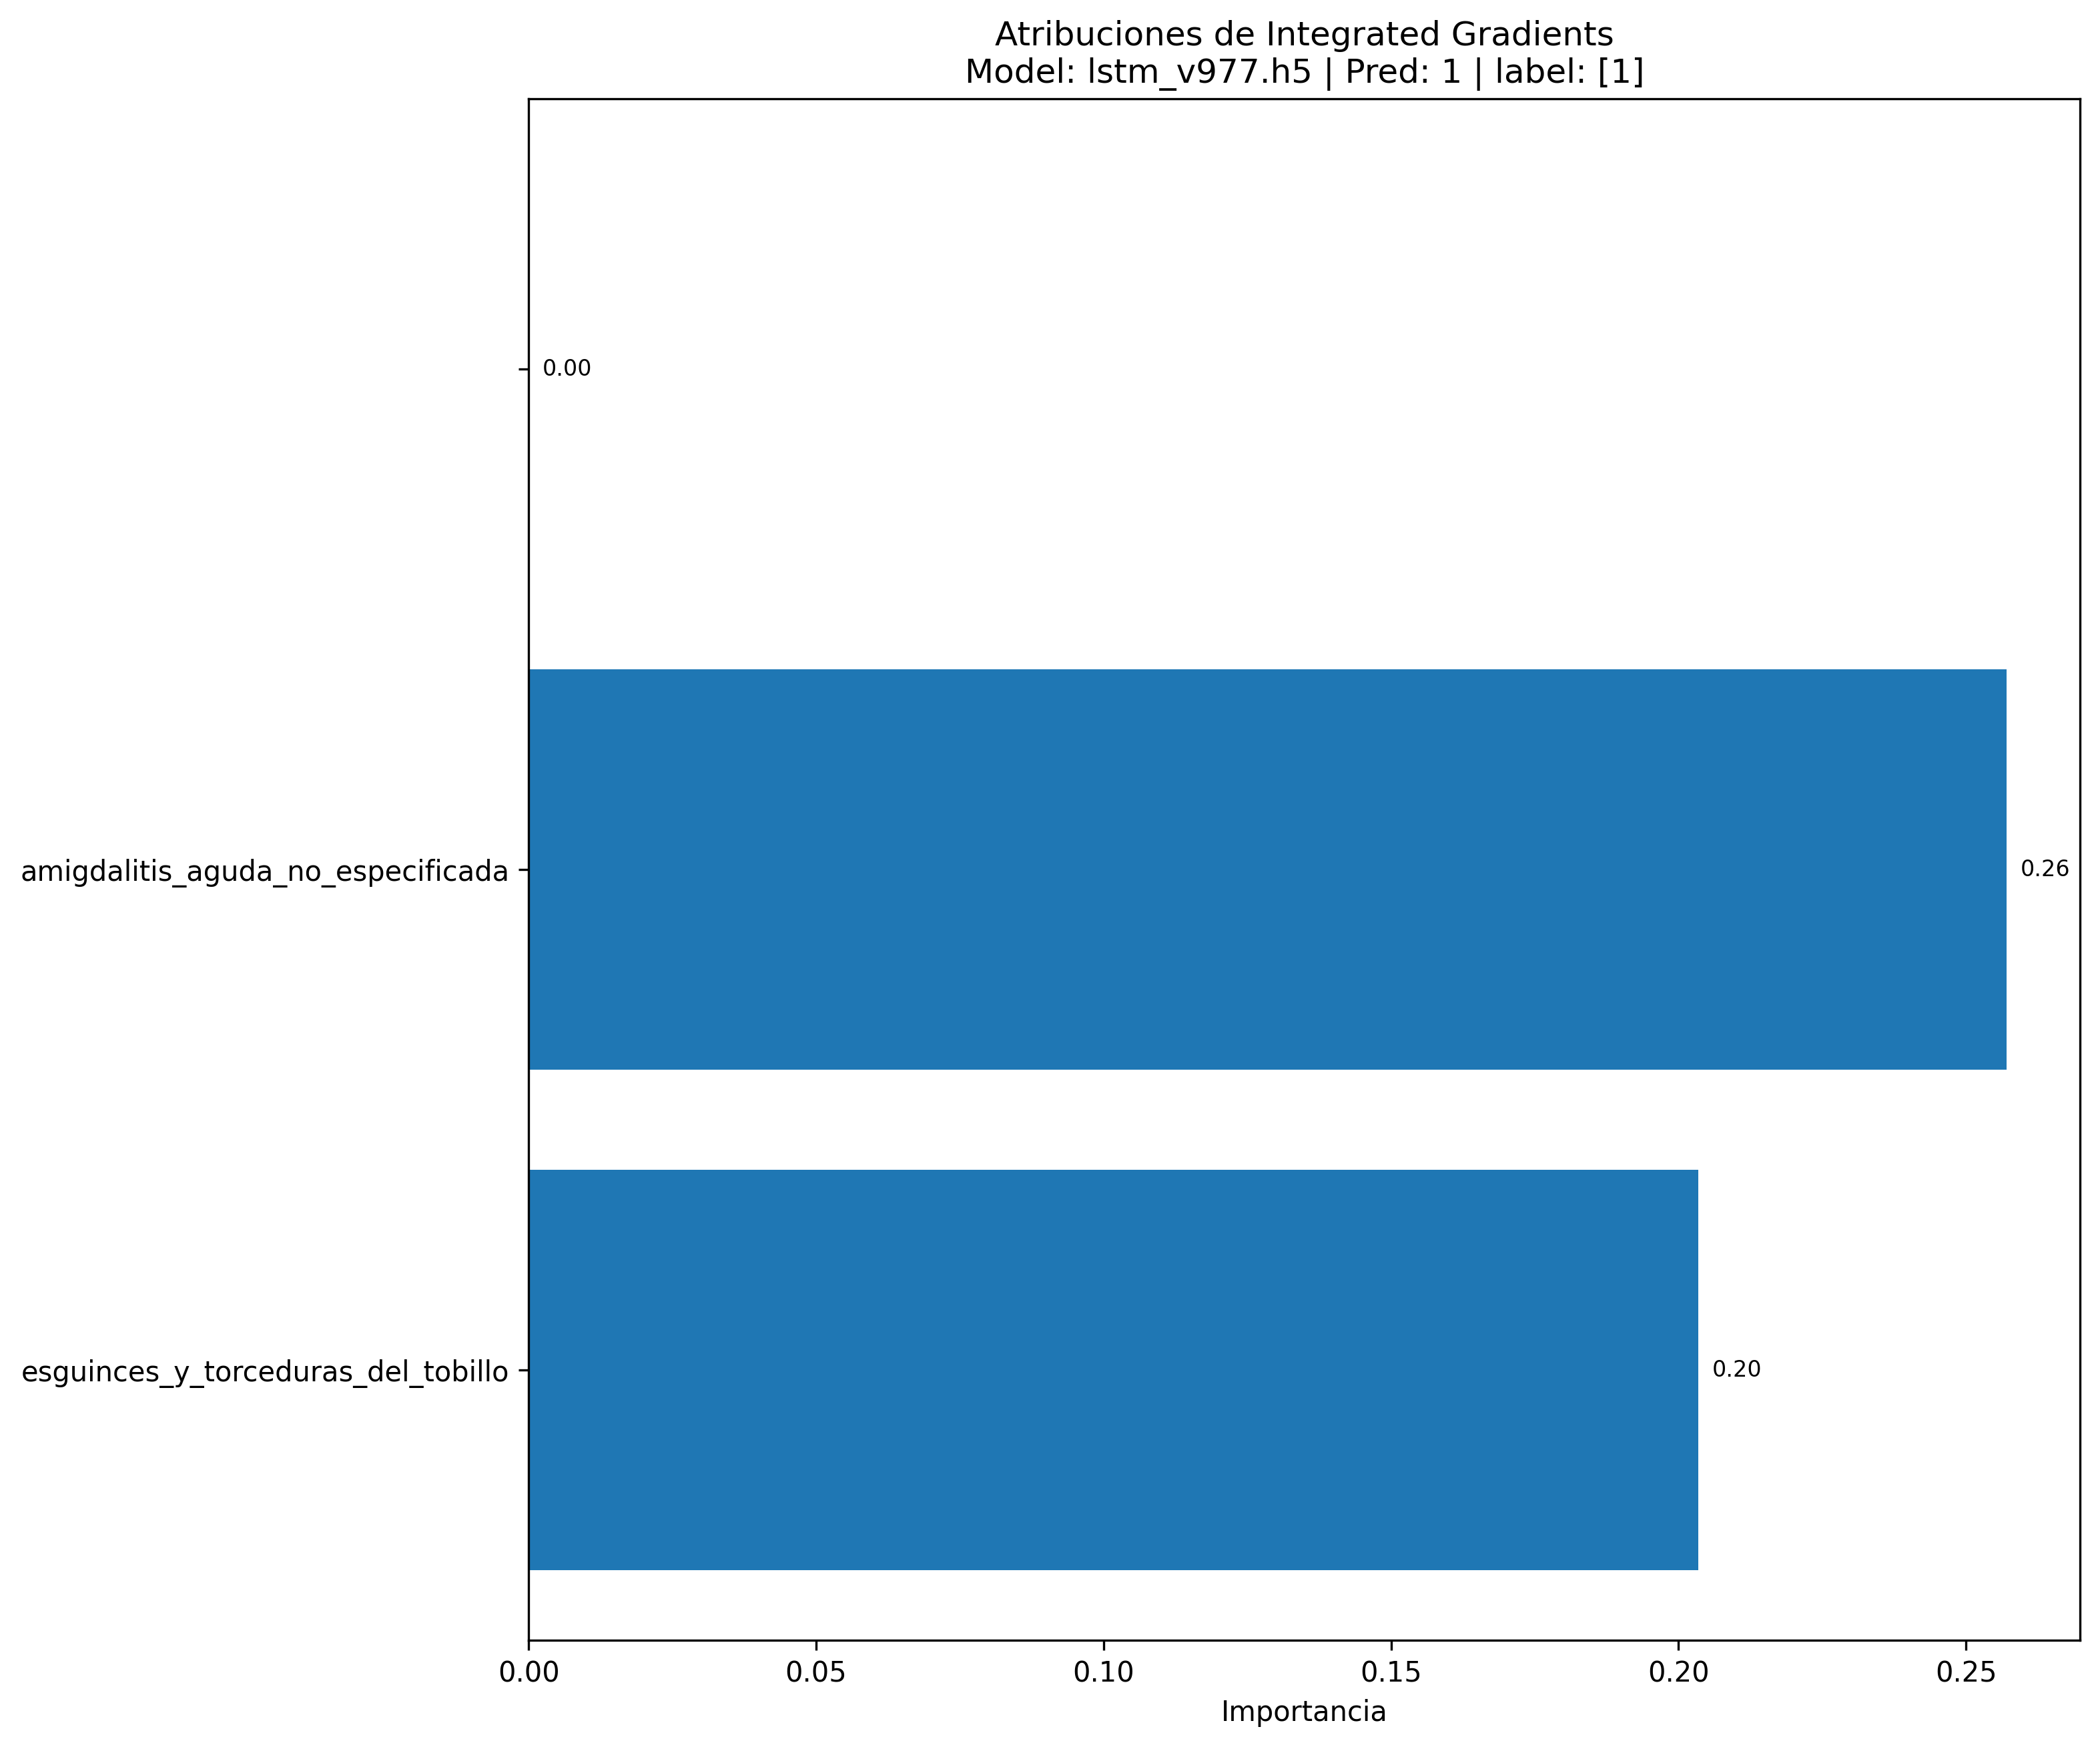 Atribuciones de Integrated Gradients
Model: lstm_v977.h5 | Pred: 1 | label: [1]
0.00
amigdalitis_aguda_no_especificada
0.26
esguinces_y_torceduras_del_tobillo
0.20
0.00 0.05 0.10 0.15 0.20 0.25
Importancia